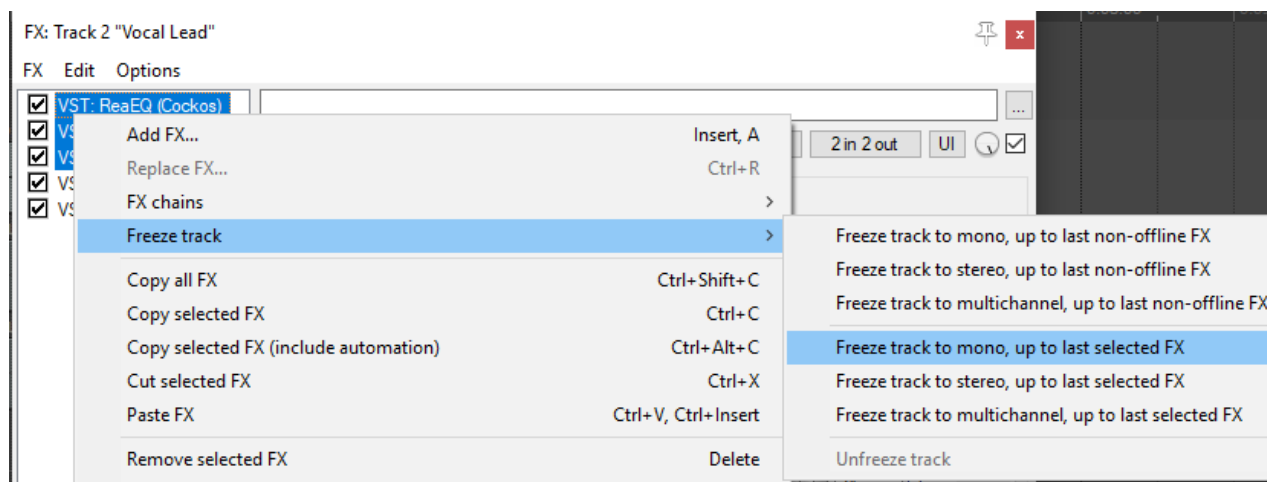 FX: Track 2 "Vocal Lead"
x
FX Edit Options
VST: ReaEQ (Cockos)
...
2 in 2 out UI
Add FX... Insert, A
Replace FX... Ctrl+R
FX chains >
Freeze track >
Copy all FX Ctrl+Shift+C
Copy selected FX Ctrl+C
Copy selected FX (include automation) Ctrl+Alt+C
Cut selected FX Ctrl+X
Paste FX Ctrl+V, Ctrl+Insert
Remove selected FX Delete
Freeze track to mono, up to last non-offline FX
Freeze track to stereo, up to last non-offline FX
Freeze track to multichannel, up to last non-offline FX
Freeze track to mono, up to last selected FX
Freeze track to stereo, up to last selected FX
Freeze track to multichannel, up to last selected FX
Unfreeze track